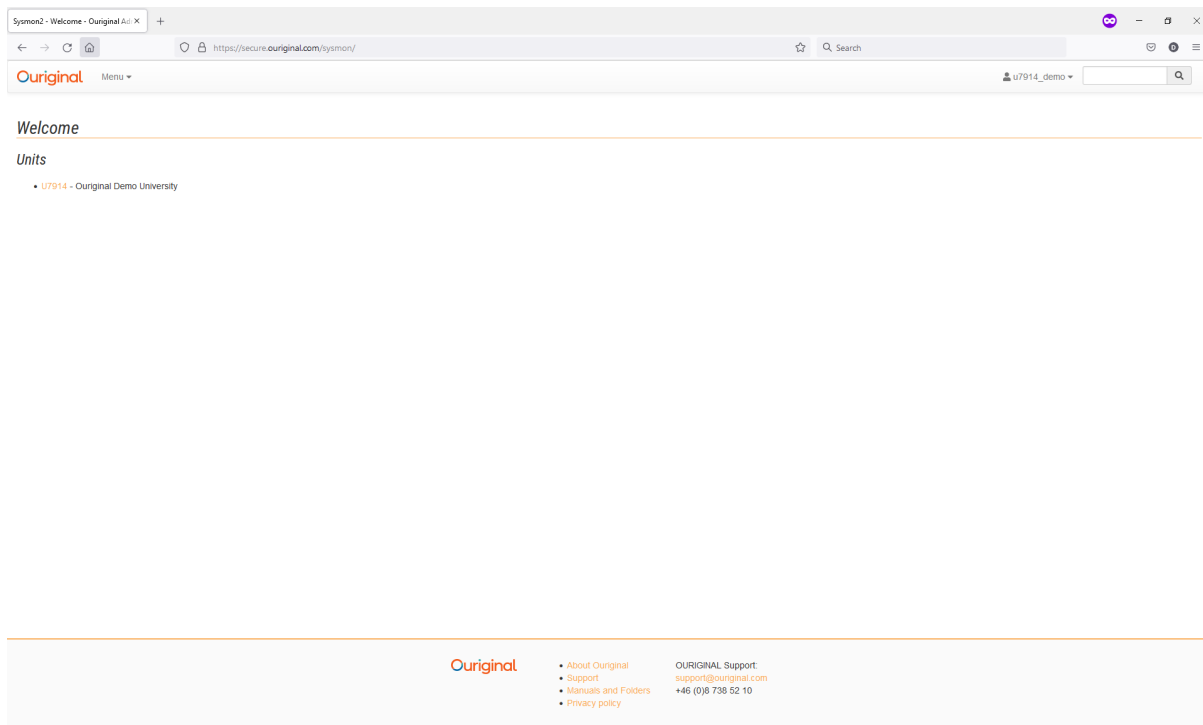 Sysmon2 - Welcome - Ouriginal Ad
https://secure.ouriginal.com/sysmon/
Search
D
Ouriginal Menu u7914_demo
Welcome
Units
• U7914 - Ouriginal Demo University
Ouriginal
• About Ouriginal
• Support
• Manuals and Folders
• Privacy policy
OURIGINAL Support:
support@ouriginal.com
+46 (0)8 738 52 10